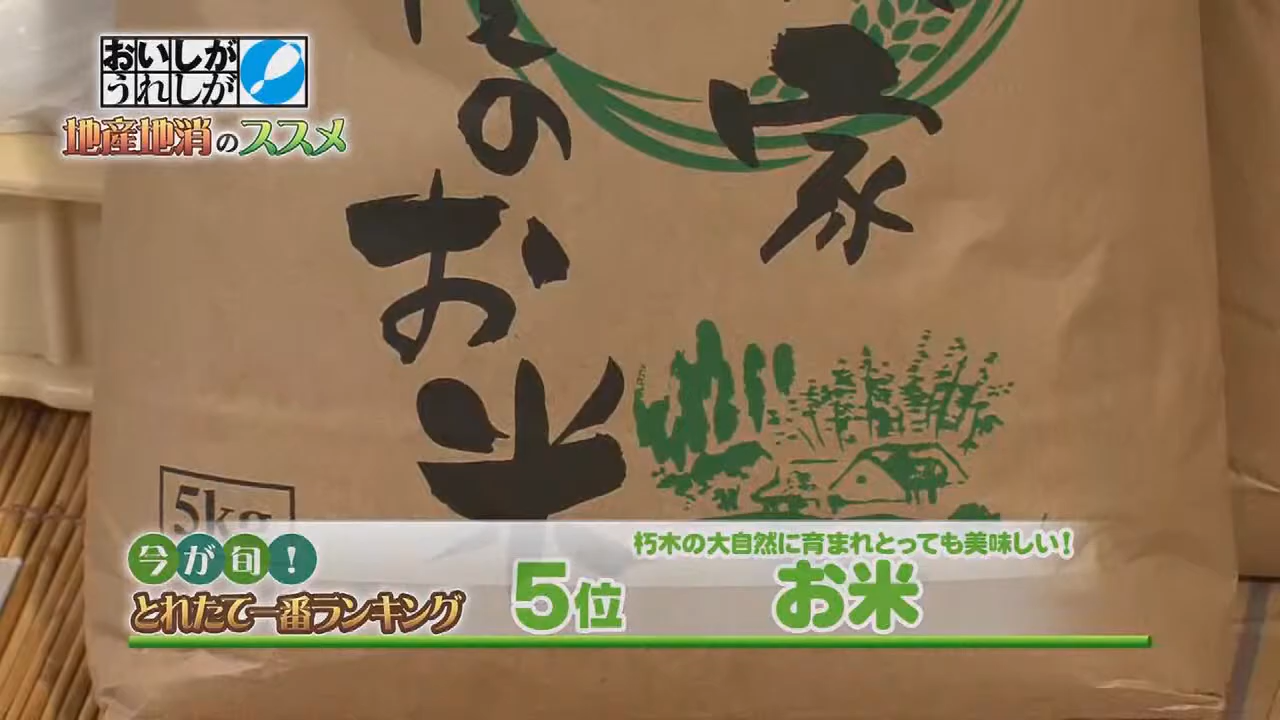 おいしが
うれしが
地産地消のススメ
家
のお米
5kg
今が旬!
とれたて一番ランキング
5位
朽木の大自然に育まれとっても美味しい!
お米